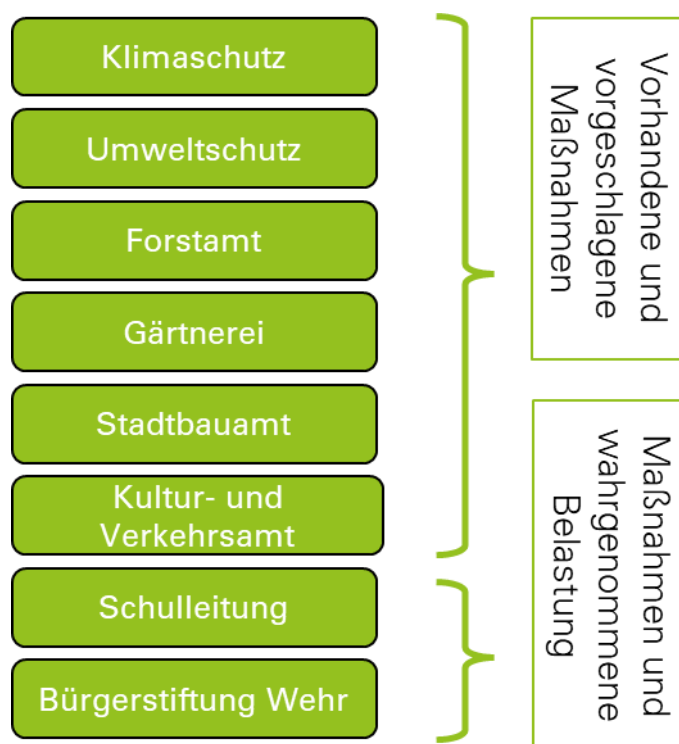 Klimaschutz
Umweltschutz
Forstamt
Gärtnerei
Stadtbauamt
Kultur- und
Verkehrsamt
Schulleitung
Bürgerstiftung Wehr
Vorhandene und
vorgeschlagene
Maßnahmen
Maßnahmen und
wahrgenommene
Belastung